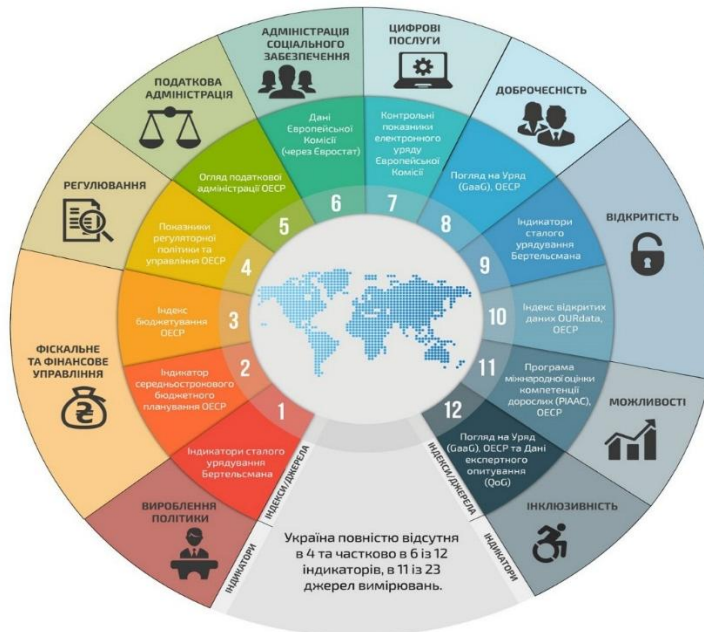 АДМІНІСТРАЦІЯ
СОЦІАЛЬНОГО
ЗАБЕЗПЕЧЕННЯ
ЦИФРОВІ
ПОСЛУГИ
ПОДАТКОВА
АДМІНІСТРАЦІЯ
ДОБРОЧЕСНІСТЬ
РЕГУЛЮВАННЯ
ВІДКРИТІСТЬ
ФІСКАЛЬНЕ
ТА ФІНАНСОВЕ
УПРАВЛІННЯ
МОЖЛИВОСТІ
ВИРОБЛЕННЯ
ПОЛІТИКИ
ІНКЛЮЗИВНІСТЬ
Індикатори сталого
урядування
Бертельсмана
1
Індикатор
середньострокового
бюджетного
планування ОЕСР
2
Індекс
бюджетування
ОЕСР
3
Показники
регуляторної
політики та
управління ОЕСР
4
Огляд податкової
адміністрації ОЕСР
5
Дані
Європейської
Комісії
(через Євростат)
6
Контрольні
показники
електронного
уряду
Європейської
Комісії
7
Погляд на Уряд
(GaaG), ОЕСР
8
Індикатори
сталого
урядування
Бертельсмана
9
Індекс відкритих
даних OURdata,
ОЕСР
10
Програма
міжнародної оцінки
компетенції
дорослих (PIAAC),
ОЕСР
11
Погляд на Уряд
(GaaG), ОЕСР та Дані
експертного
опитування
(QoG)
12
ІНДЕКСИ/ДЖЕРЕЛА
ІНДИКАТОРИ
ІНДЕКСИ/ДЖЕРЕЛА
ІНДИКАТОРИ
Україна повністю відсутня
в 4 та частково в 6 із 12
індикаторів, в 11 із 23
джерел вимірювань.